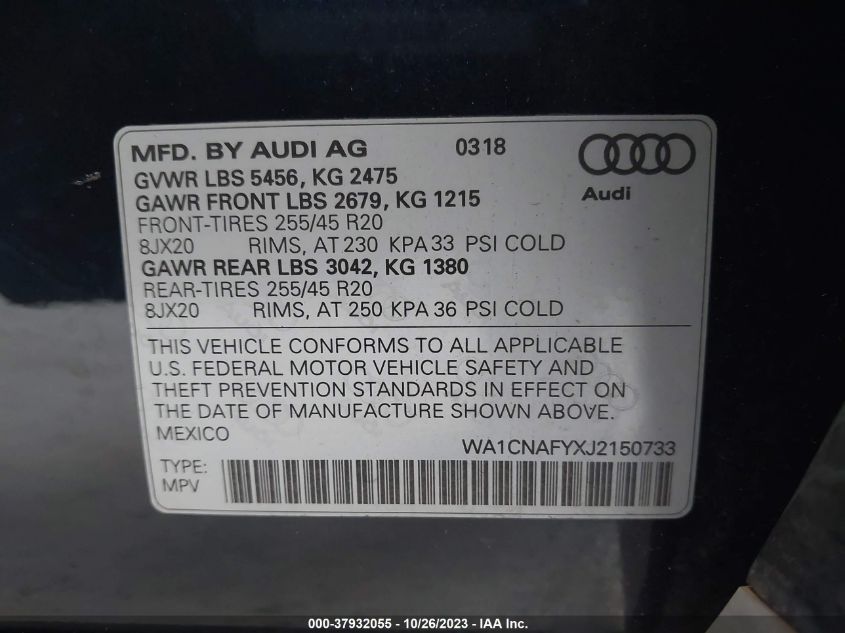 MFD. BY AUDI AG 0318
Audi
GVWR LBS 5456, KG 2475
GAWR FRONT LBS 2679, KG 1215
FRONT-TIRES 255/45 R20
8JX20 RIMS, AT 230 KPA 33 PSI COLD
GAWR REAR LBS 3042, KG 1380
REAR-TIRES 255/45 R20
8JX20 RIMS, AT 250 KPA 36 PSI COLD
THIS VEHICLE CONFORMS TO ALL APPLICABLE
U.S. FEDERAL MOTOR VEHICLE SAFETY AND
THEFT PREVENTION STANDARDS IN EFFECT ON
THE DATE OF MANUFACTURE SHOWN ABOVE.
MEXICO
WA1CNAFYXJ2150733
TYPE:
MPV
000-37932055 - 10/26/2023 - IAA Inc.